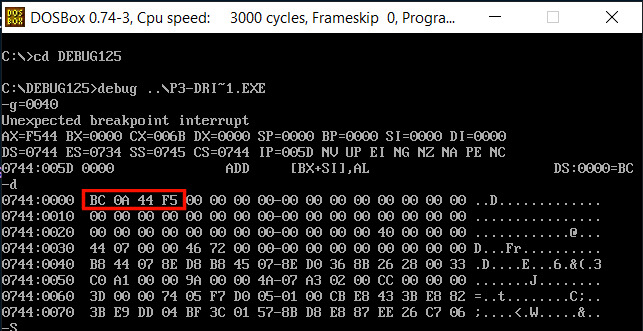 DOSBox 0.74-3, Cpu speed: 3000 cycles, Frameskip 0, Progra...
C:\>cd DEBUG125
C:\DEBUG125>debug ..\P3-DRI~1.EXE
-g=0040
Unexpected breakpoint interrupt
AX=F544 BX=0000 CX=006B DX=0000 SP=0000 BP=0000 SI=0000 DI=0000
DS=0744 ES=0734 SS=0745 CS=0744 IP=005D NV UP EI NG NZ NA PE NC
0744:005D 0000 ADD [BX+SI],AL DS:0000=BC
-d
0744:0000 BC 0A 44 F5 00 00 00 00-00 00 00 00 00 00 00 00 ..D.............
0744:0010 00 00 00 00 00 00 00 00-00 00 00 00 00 00 00 00 ................
0744:0020 00 00 00 00 00 00 00 00-00 00 00 00 40 00 00 00 ............@...
0744:0030 44 07 00 00 46 72 00 00-00 00 00 00 00 00 00 00 D...Fr..........
0744:0040 B8 44 07 8E D8 B8 45 07-8E D0 36 8B 26 28 00 33 .D....E...6.&(.3
0744:0050 C0 A1 00 00 9A 00 00 4A-07 A3 02 00 CC 00 00 00 .......J........
0744:0060 3D 00 00 74 05 F7 D0 05-01 00 CB E8 43 3B E8 82 =..t........C;..
0744:0070 3B E9 DD 04 BF 3C 01 57-8B D8 E8 87 EE 26 C7 06 ;....<.W.....&..
-S